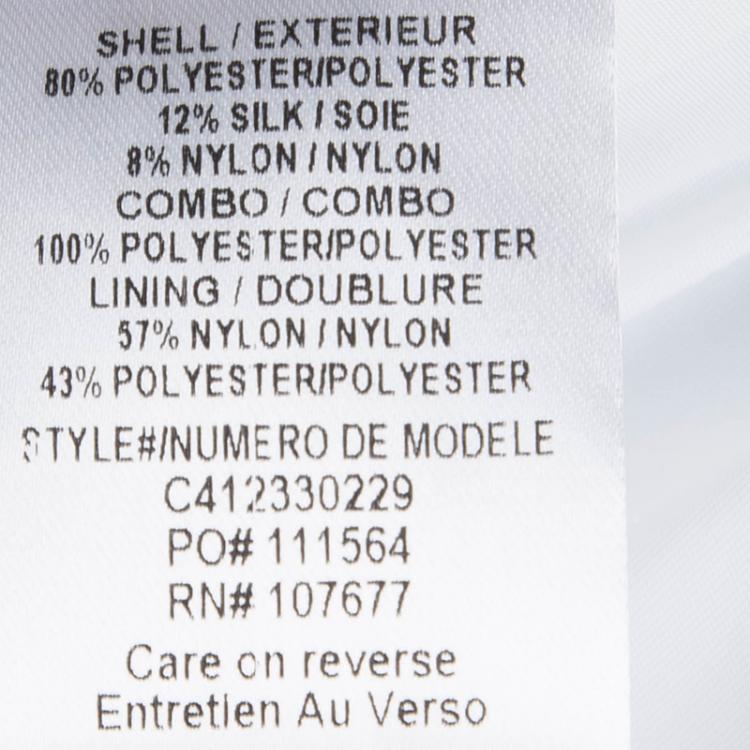 SHELL / EXTERIEUR
80% POLYESTER/POLYESTER
12% SILK / SOIE
8% NYLON / NYLON
COMBO / COMBO
100% POLYESTER/POLYESTER
LINING / DOUBLURE
57% NYLON / NYLON
43% POLYESTER/POLYESTER
STYLE#/NUMERO DE MODELE
C412330229
PO# 111564
RN# 107677
Care on reverse
Entretien Au Verso